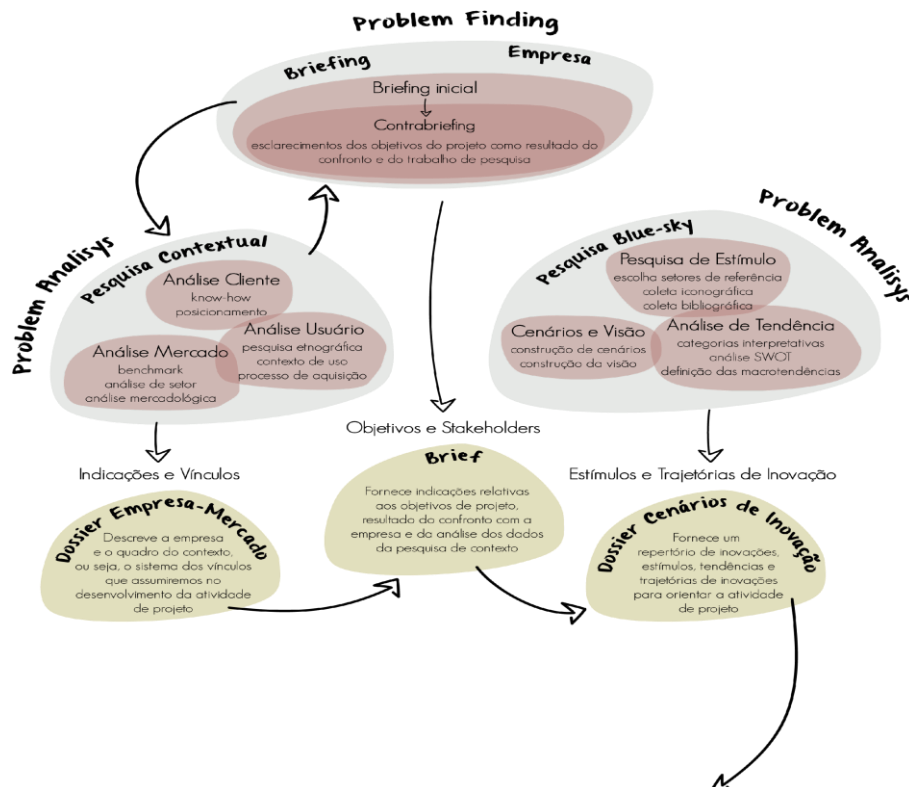 Problem Finding
Briefing
Empresa
Briefing inicial
Contrabriefing
esclarecimentos dos objetivos do projeto como resultado do
confronto e do trabalho de pesquisa
Problem Analisys
Pesquisa Contextual
Análise Cliente
know-how
posicionamento
Análise Usuário
pesquisa etnográfica
contexto de uso
processo de aquisição
Análise Mercado
benchmark
análise de setor
análise mercadológica
Problem Analisys
Pesquisa Blue-sky
Pesquisa de Estímulo
escolha setores de referência
coleta iconográfica
coleta bibliográfica
Cenários e Visão
construção de cenários
construção da visão
Análise de Tendência
categorias interpretativas
análise SWOT
definição das macrotendências
Indicações e Vínculos
Dossier Empresa-Mercado
Descreve a empresa
e o quadro do contexto,
ou seja, o sistema dos vínculos
que assumiremos no
desenvolvimento da atividade
de projeto
Objetivos e Stakeholders
Brief
Fornece indicações relativas
aos objetivos de projeto,
resultado do confronto com a
empresa e da análise dos dados
da pesquisa de contexto
Estímulos e Trajetórias de Inovação
Dossier Cenários de Inovação
Fornece um
repertório de inovações,
estímulos, tendências e
trajetórias de inovações
para orientar a atividade
de projeto